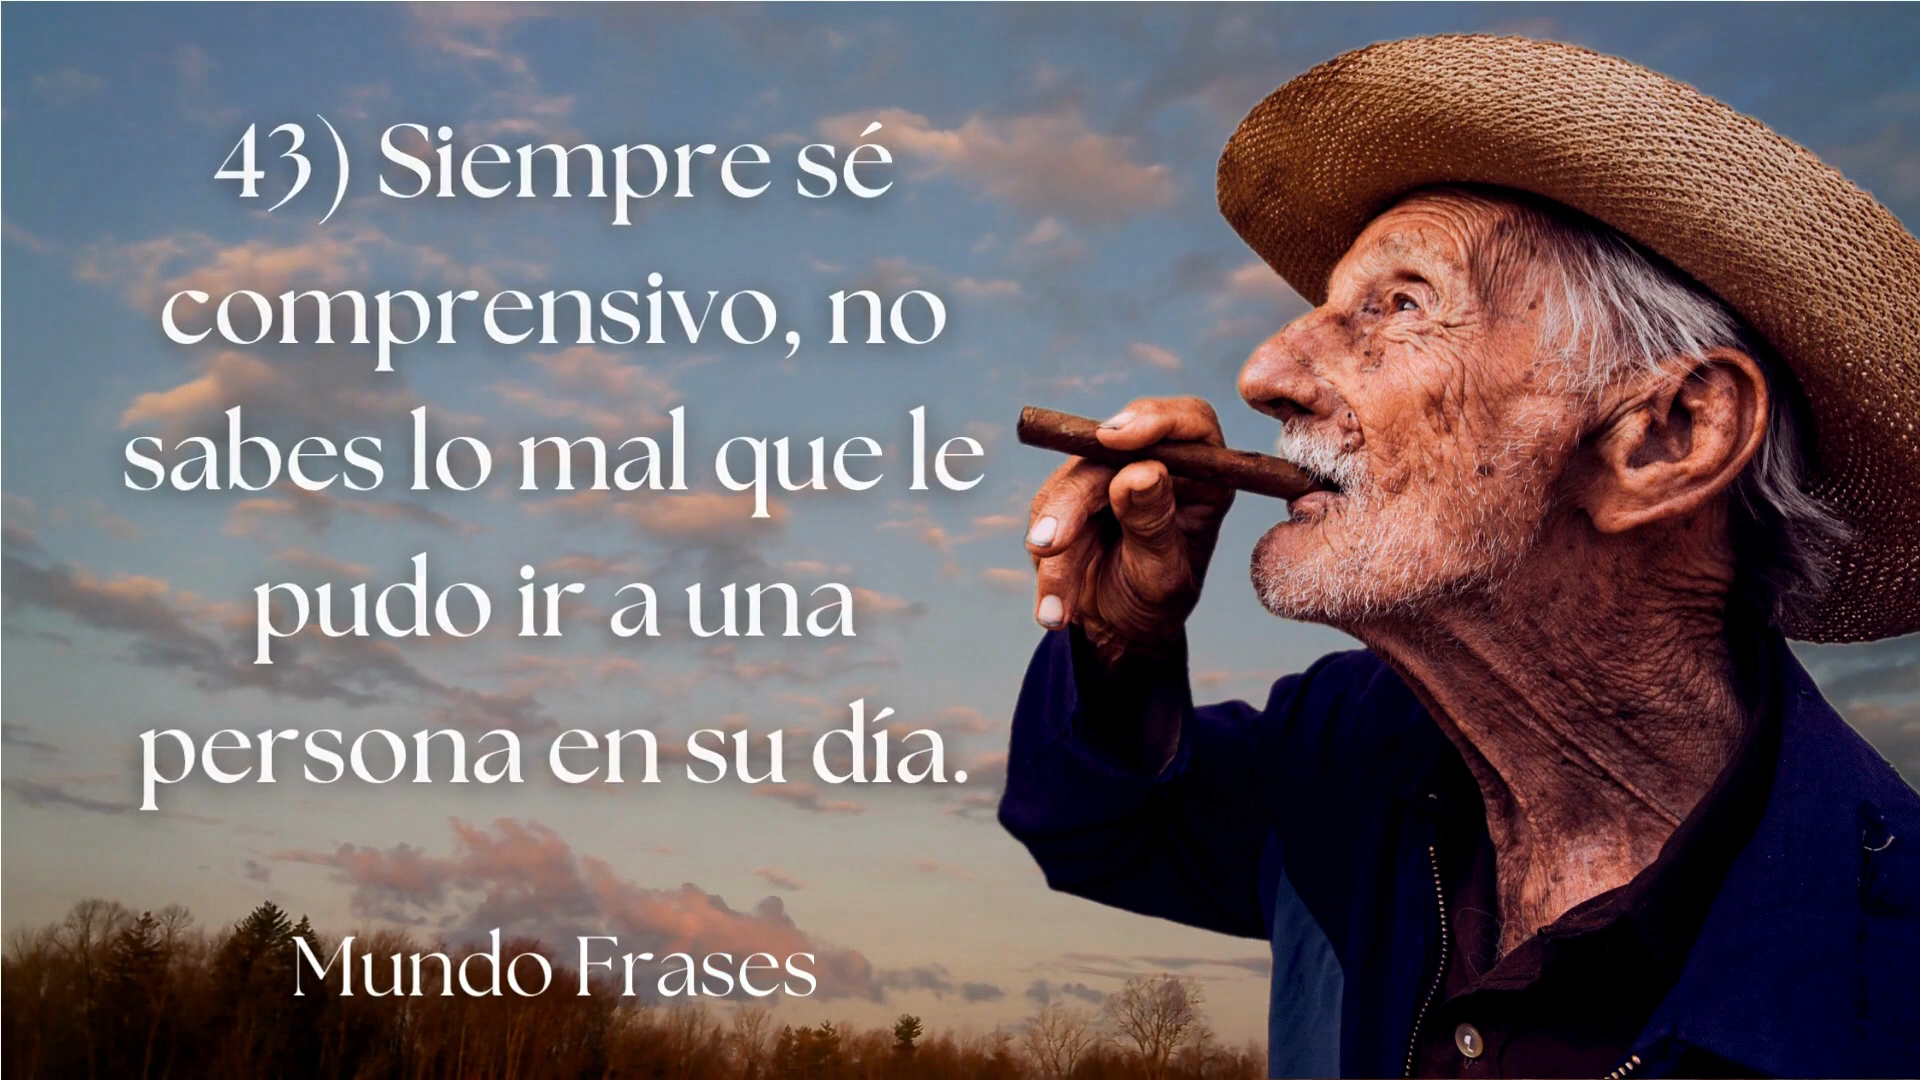 43) Siempre sé
comprensivo, no
sabes lo mal que le
pudo ir a una
persona en su día.
Mundo Frases